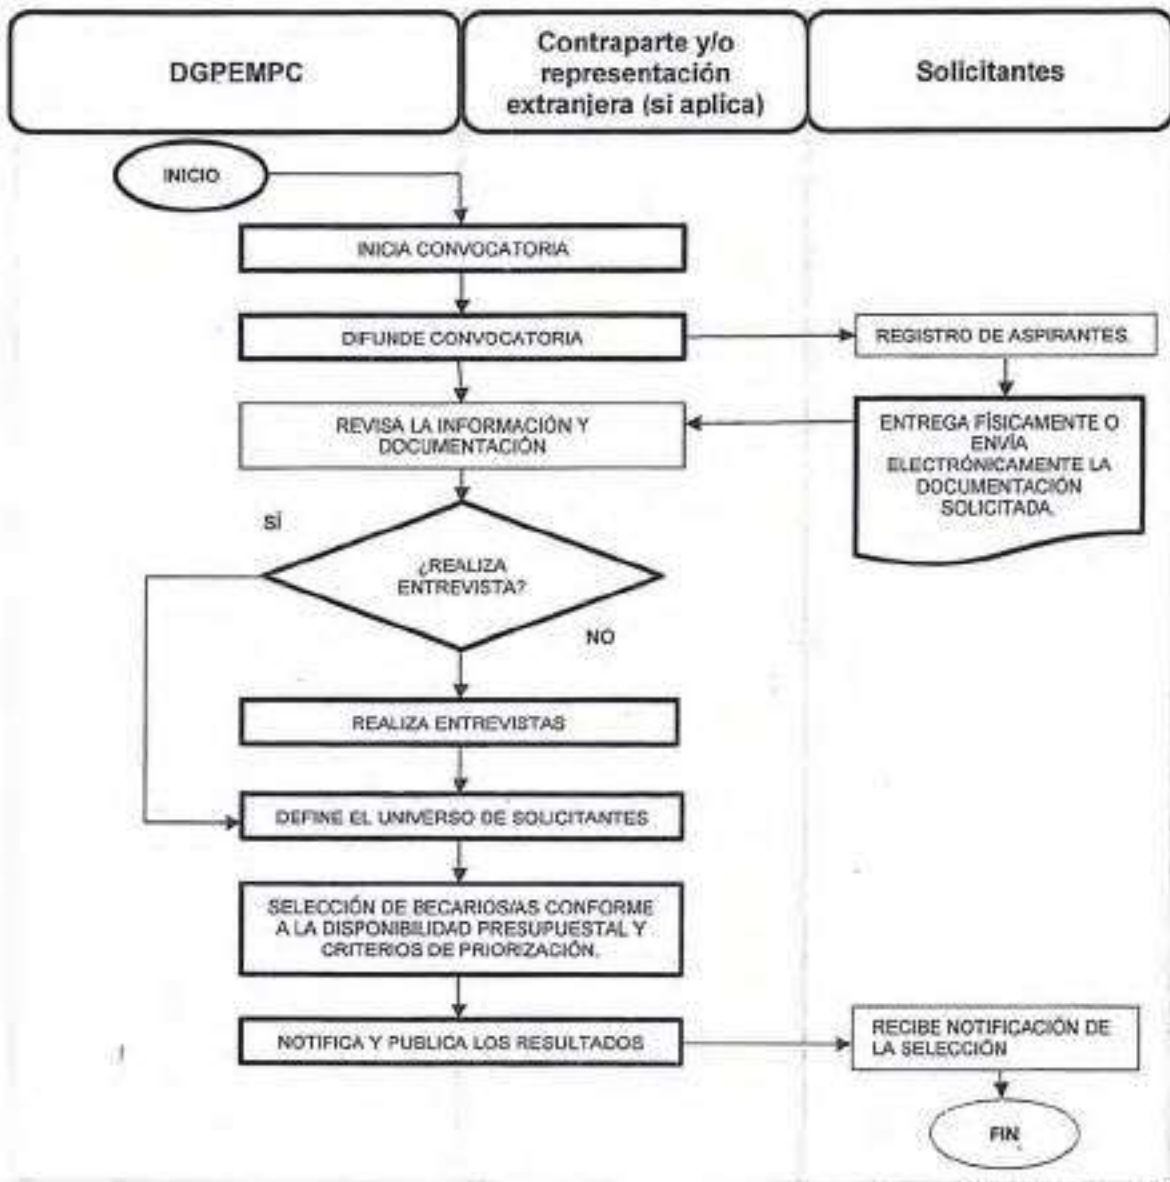 DGPEMPC
Contraparte y/o
representación
extranjera (si aplica)
Solicitantes
INICIO
INICIA CONVOCATORIA
DIFUNDE CONVOCATORIA
REGISTRO DE ASPIRANTES.
REVISA LA INFORMACIÓN Y
DOCUMENTACIÓN
ENTREGA FÍSICAMENTE O
ENVÍA
ELECTRÓNICAMENTE LA
DOCUMENTACIÓN
SOLICITADA.
SÍ
¿REALIZA
ENTREVISTA?
NO
REALIZA ENTREVISTAS
DEFINE EL UNIVERSO DE SOLICITANTES
SELECCIÓN DE BECARIOS/AS CONFORME
A LA DISPONIBILIDAD PRESUPUESTAL Y
CRITERIOS DE PRIORIZACIÓN.
NOTIFICA Y PUBLICA LOS RESULTADOS
RECIBE NOTIFICACIÓN DE
LA SELECCIÓN
FIN